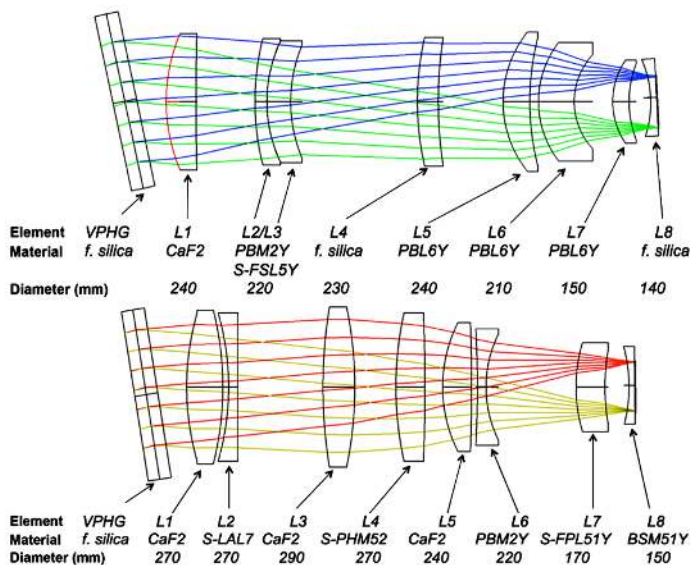 Element VPHG L1 L2/L3 L4 L5 L6 L7 L8
Material f. silica CaF2 PBM2Y f. silica PBL6Y PBL6Y PBL6Y f. silica
S-FSL5Y
Diameter (mm) 240 220 230 240 210 150 140
Element VPHG L1 L2 L3 L4 L5 L6 L7 L8
Material f. silica CaF2 S-LAL7 CaF2 S-PHM52 CaF2 PBM2Y S-FPL51Y BSM51Y
Diameter (mm) 270 270 290 270 240 220 170 150